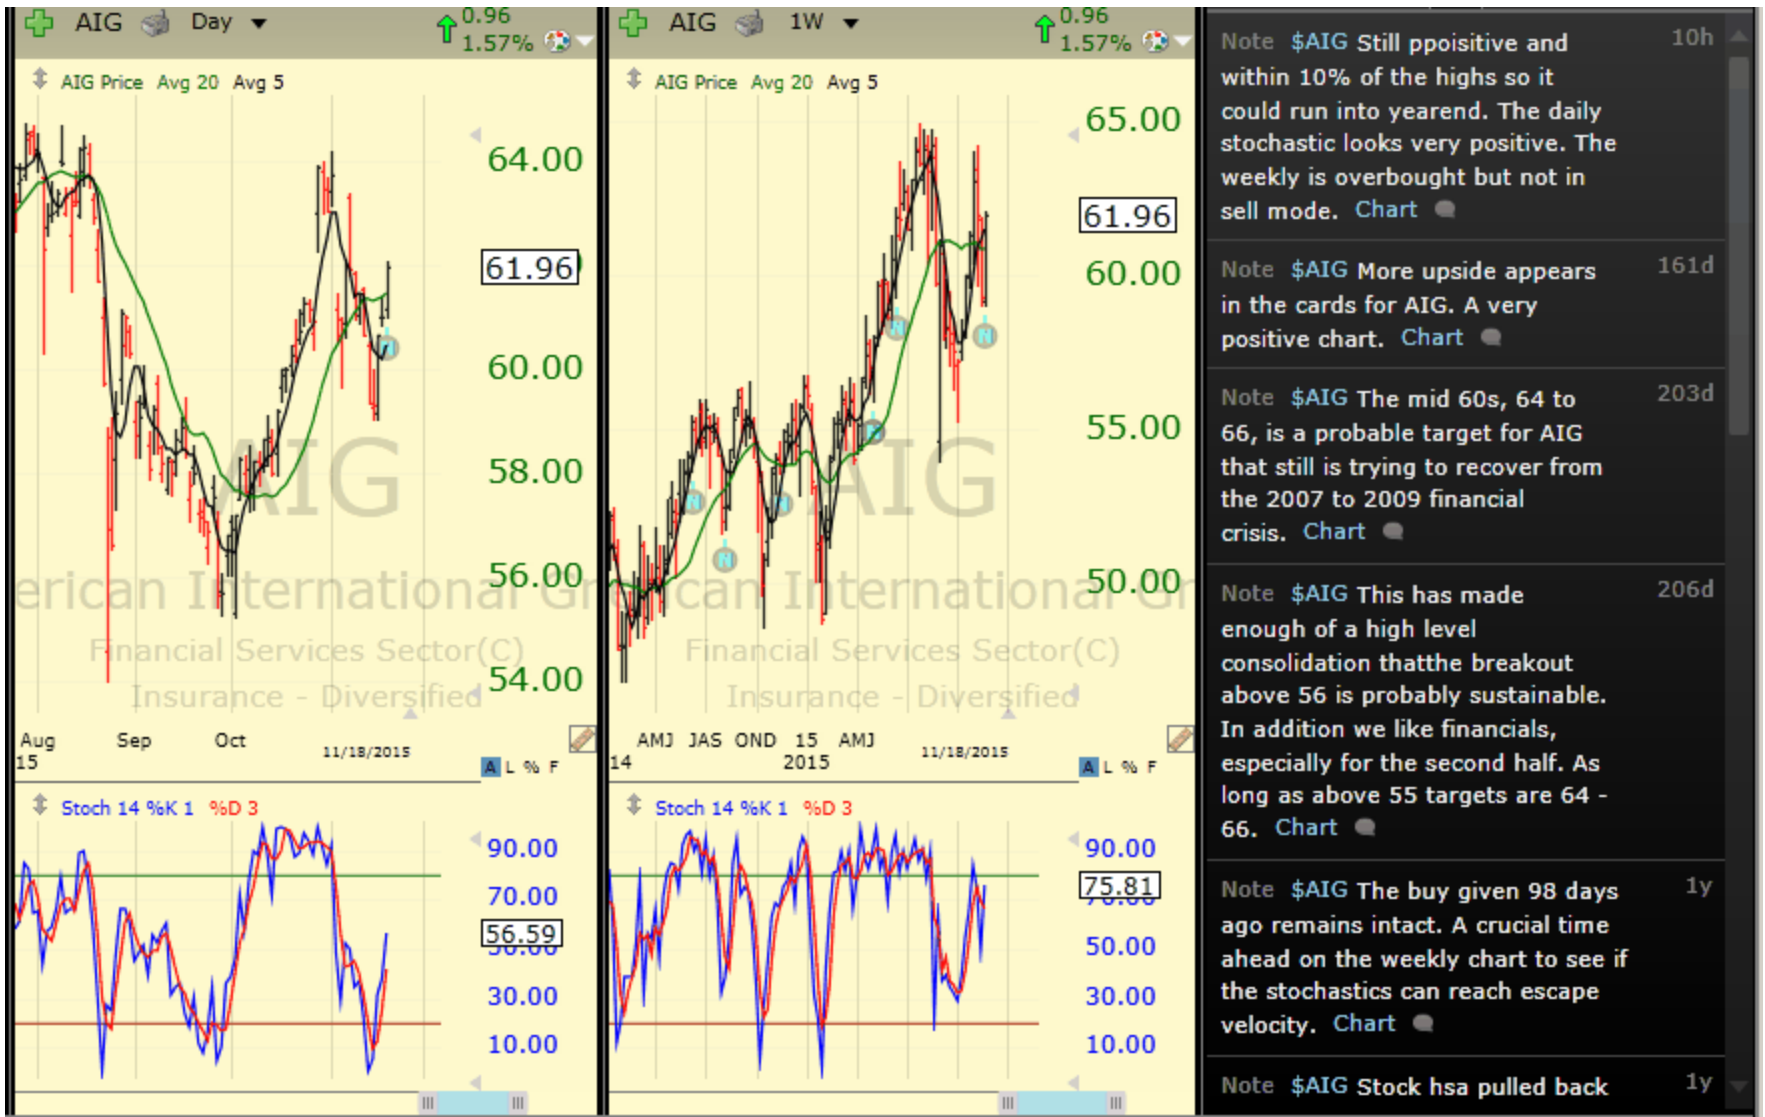 AIG Day 0.96
1.57%
AIG Price Avg 20 Avg 5
64.00
61.96
60.00
58.00
56.00
54.00
AIG
erican International Gr
Financial Services Sector(C)
Insurance - Diversified
Aug Sep Oct 11/18/2015
15
A L % F
Stoch 14 %K 1 %D 3
90.00
70.00
56.59
50.00
30.00
10.00
AIG 1W 0.96
1.57%
AIG Price Avg 20 Avg 5
65.00
61.96
60.00
55.00
50.00
AIG
rican International Gr
Financial Services Sector(C)
Insurance - Diversified
AMJ JAS OND 15 AMJ 11/18/2015
14 2015
A L % F
Stoch 14 %K 1 %D 3
90.00
75.81
70.00
50.00
30.00
10.00
N
N
N
N
N
N
N
Note $AIG Still ppoisitive and 10h
within 10% of the highs so it
could run into yearend. The daily
stochastic looks very positive. The
weekly is overbought but not in
sell mode. Chart
Note $AIG More upside appears 161d
in the cards for AIG. A very
positive chart. Chart
Note $AIG The mid 60s, 64 to 203d
66, is a probable target for AIG
that still is trying to recover from
the 2007 to 2009 financial
crisis. Chart
Note $AIG This has made 206d
enough of a high level
consolidation thatthe breakout
above 56 is probably sustainable.
In addition we like financials,
especially for the second half. As
long as above 55 targets are 64 -
66. Chart
Note $AIG The buy given 98 days 1y
ago remains intact. A crucial time
ahead on the weekly chart to see if
the stochastics can reach escape
velocity. Chart
Note $AIG Stock hsa pulled back 1y